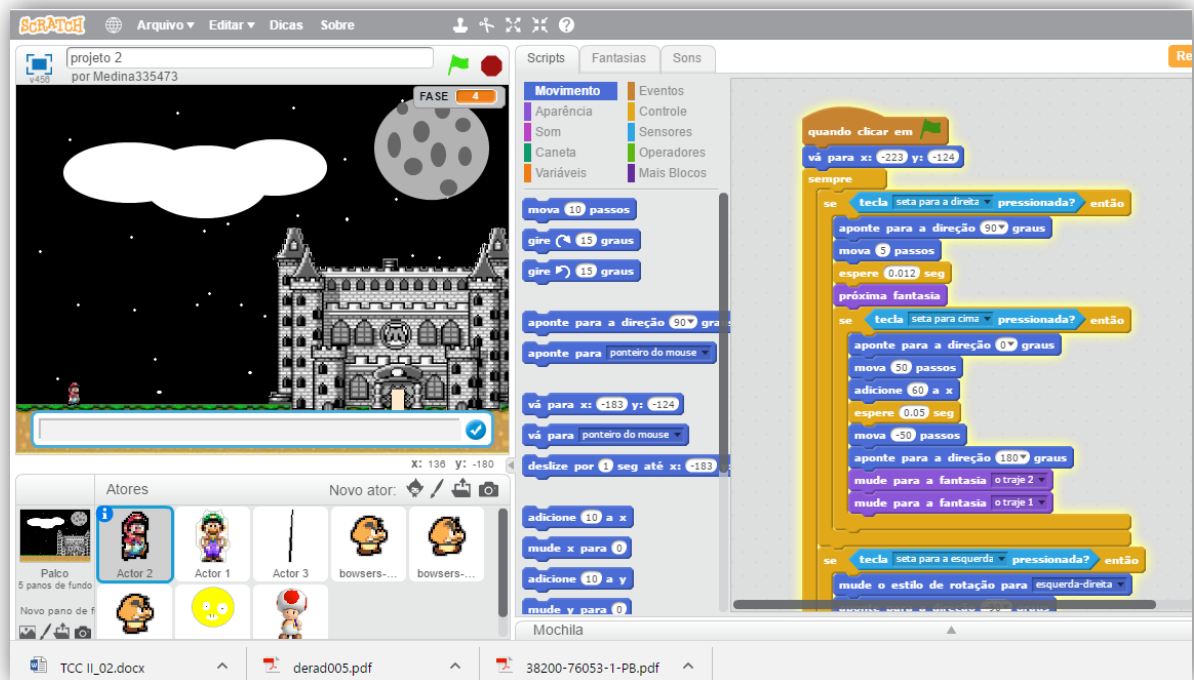 SCRATCH Arquivo Editar Dicas Sobre
projeto 2
v456 por Medina335473
FASE 4
X: 136 y: -180
Atores Novo ator:
Actor 2 Actor 1 Actor 3 bowsers-... bowsers-...
Palco
5 panos de fundo
Novo pano de f
Scripts Fantasias Sons
Re
Movimento Eventos
Aparência Controle
Som Sensores
Caneta Operadores
Variáveis Mais Blocos
mova 10 passos
gire 15 graus
gire 15 graus
aponte para a direção 90 grau
aponte para ponteiro do mouse
vá para x: -183 y: -124
vá para ponteiro do mouse
deslize por 1 seg até x: -183
adicione 10 a x
mude x para 0
adicione 10 a y
mude y para 0
quando clicar em
vá para x: -223 y: -124
sempre
se tecla seta para a direita pressionada? então
aponte para a direção 90 graus
mova 5 passos
espere 0.012 seg
próxima fantasia
se tecla seta para cima pressionada? então
aponte para a direção 0 graus
mova 50 passos
adicione 60 a x
espere 0.05 seg
mova -50 passos
aponte para a direção 180 graus
mude para a fantasia o traje 2
mude para a fantasia o traje 1
se tecla seta para a esquerda pressionada? então
mude o estilo de rotação para esquerda-direita
aponte para a direção -90 graus
Mochila
TCC II_02.docx derad005.pdf 38200-76053-1-PB.pdf